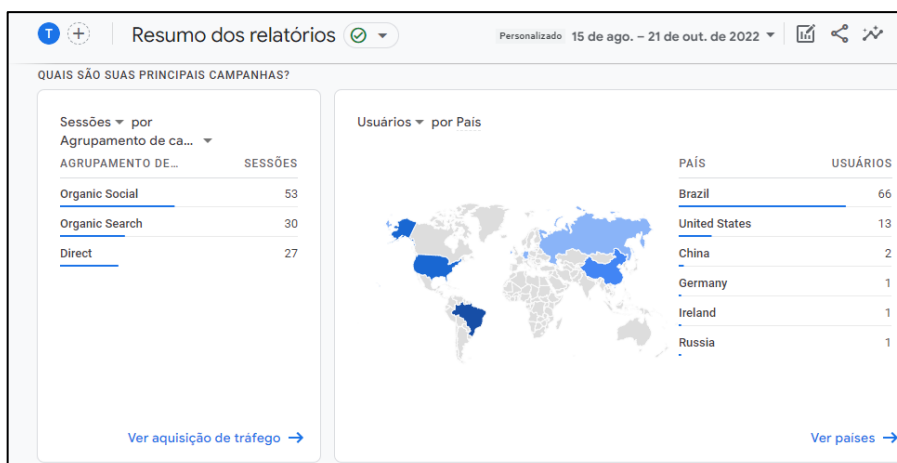 T
Resumo dos relatórios
Personalizado 15 de ago. – 21 de out. de 2022
QUAIS SÃO SUAS PRINCIPAIS CAMPANHAS?
Sessões por
Agrupamento de ca...
AGRUPAMENTO DE... SESSÕES
Organic Social 53
Organic Search 30
Direct 27
Ver aquisição de tráfego
Usuários por País
PAÍS USUÁRIOS
Brazil 66
United States 13
China 2
Germany 1
Ireland 1
Russia 1
Ver países